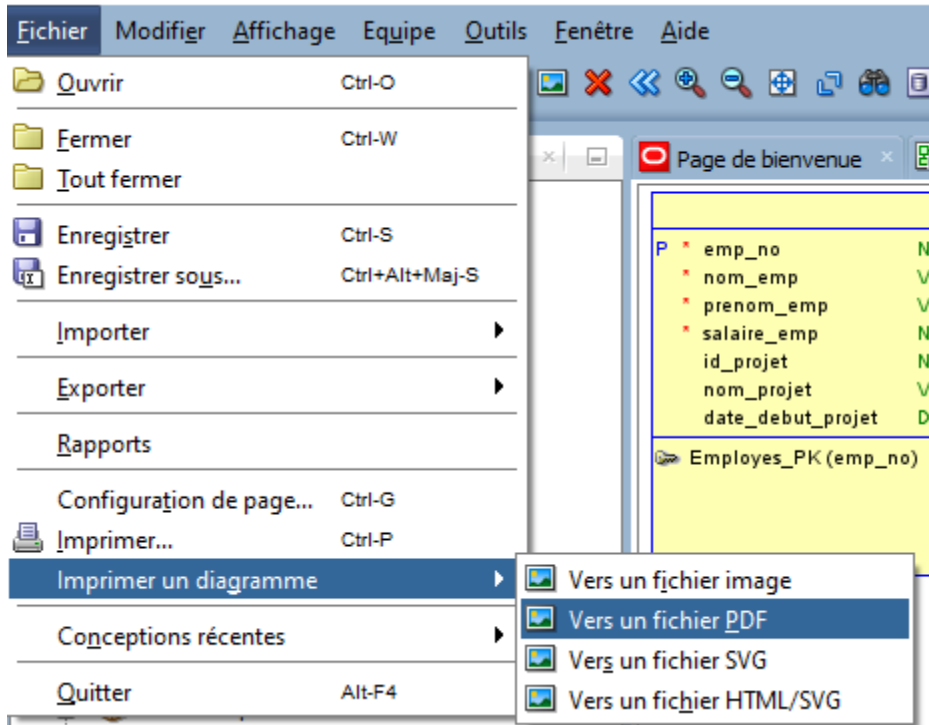 Fichier Modifier Affichage Equipe Outils Fenêtre Aide
Ouvrir Ctrl-O
Fermer Ctrl-W
Tout fermer
Enregistrer Ctrl-S
Enregistrer sous... Ctrl+Alt+Maj-S
Importer
Exporter
Rapports
Configuration de page... Ctrl-G
Imprimer... Ctrl-P
Imprimer un diagramme
Conceptions récentes
Quitter Alt-F4
Vers un fichier image
Vers un fichier PDF
Vers un fichier SVG
Vers un fichier HTML/SVG
Page de bienvenue
P * emp_no N
* nom_emp V
* prenom_emp V
* salaire_emp N
id_projet N
nom_projet V
date_debut_projet D
Employes_PK (emp_no)